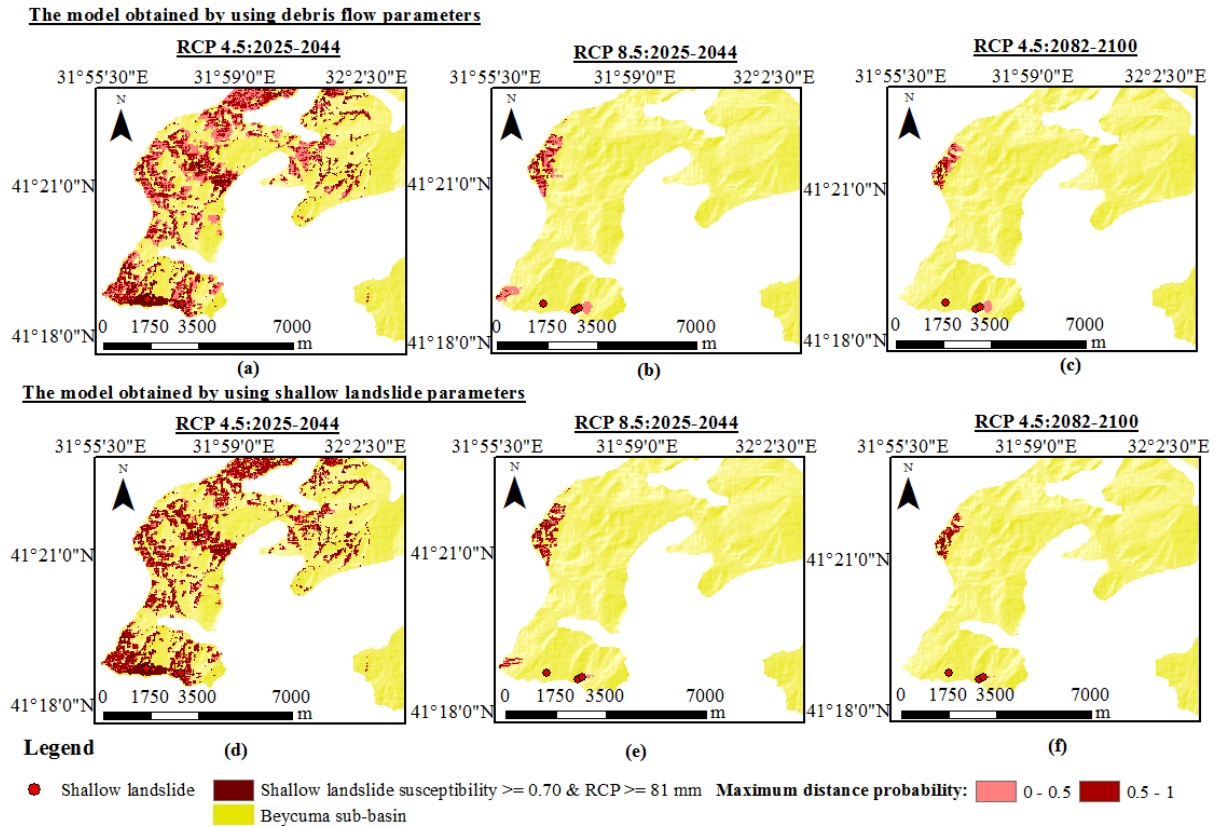 The model obtained by using debris flow parameters
RCP 4.5:2025-2044
RCP 8.5:2025-2044
RCP 4.5:2082-2100
31°55'30"E 31°59'0"E 32°2'30"E
31°55'30"E 31°59'0"E 32°2'30"E
31°55'30"E 31°59'0"E 32°2'30"E
N
N
N
41°21'0"N
41°21'0"N
41°21'0"N
0 1750 3500 7000
0 1750 3500 7000
0 1750 3500 7000
41°18'0"N
m
41°18'0"N
m
41°18'0"N
m
(a)
(b)
(c)
The model obtained by using shallow landslide parameters
RCP 4.5:2025-2044
RCP 8.5:2025-2044
RCP 4.5:2082-2100
31°55'30"E 31°59'0"E 32°2'30"E
31°55'30"E 31°59'0"E 32°2'30"E
31°55'30"E 31°59'0"E 32°2'30"E
N
N
N
41°21'0"N
41°21'0"N
41°21'0"N
0 1750 3500 7000
0 1750 3500 7000
0 1750 3500 7000
41°18'0"N
m
41°18'0"N
m
41°18'0"N
m
Legend
(d)
(e)
(f)
Shallow landslide
Shallow landslide susceptibility >= 0.70 & RCP >= 81 mm
Maximum distance probability: 0 - 0.5 0.5 - 1
Beycuma sub-basin